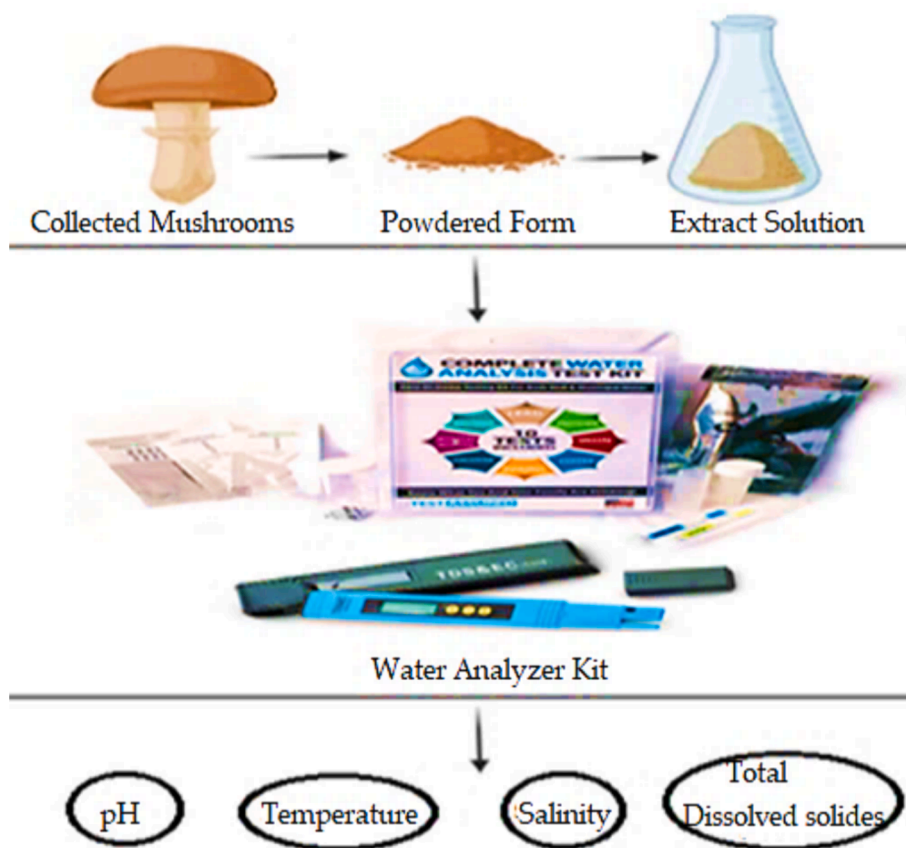 Collected Mushrooms
Powdered Form
Extract Solution
COMPLETE WATER
ANALYSIS TEST KIT
10
TESTS
TDS&EC
Water Analyzer Kit
pH
Temperature
Salinity
Total
Dissolved solides